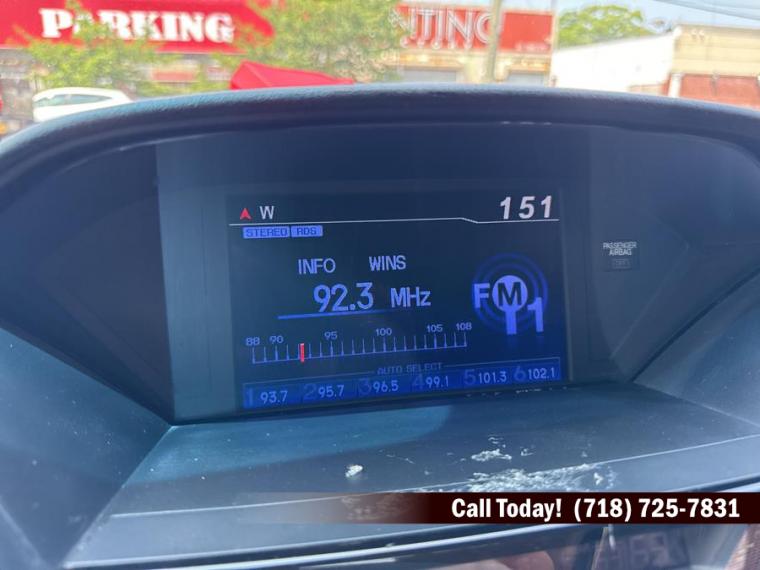 PARKING
NTING
W 151
STEREO RDS
INFO WINS
92.3 MHz
FM1
88 90 95 100 105 108
AUTO SELECT
1 93.7 2 95.7 3 96.5 4 99.1 5 101.3 6 102.1
PASSENGER
AIRBAG
Call Today! (718) 725-7831